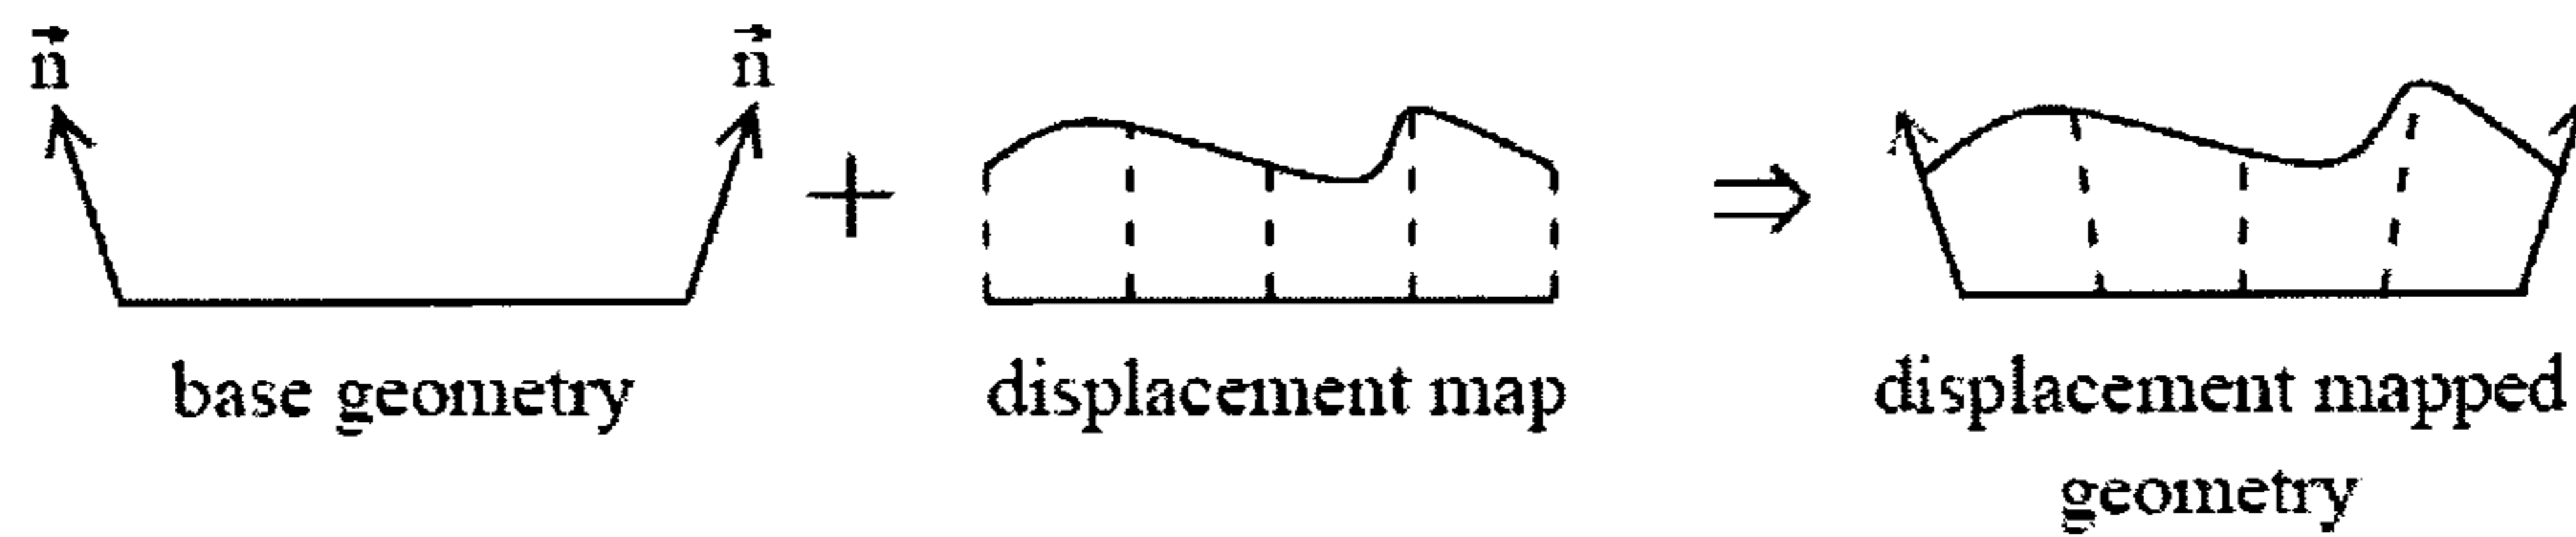 n⃗ n⃗
+ ⇒
base geometry displacement map displacement mapped
geometry